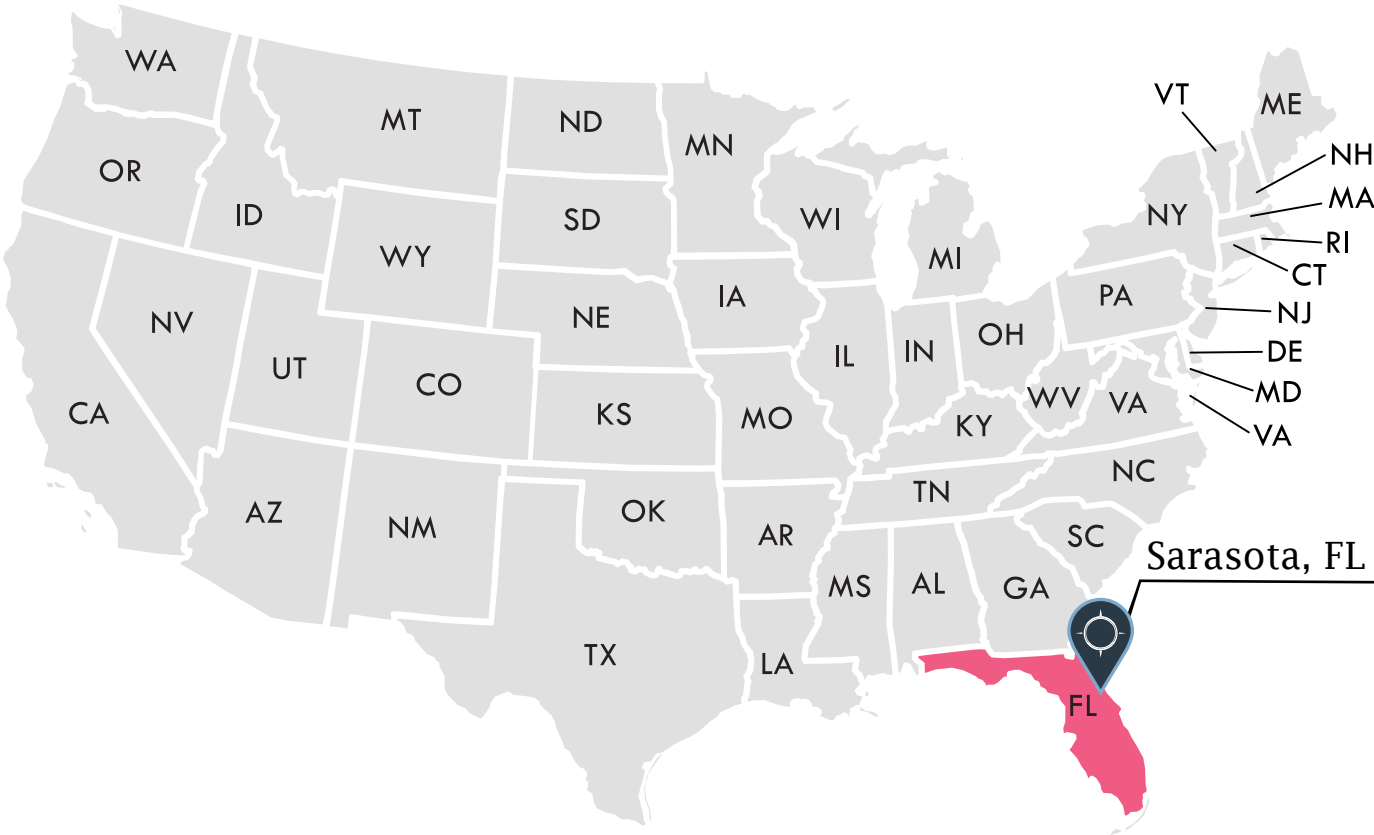 WA
MT
ND
MN
VT
ME
OR
ID
SD
WI
NH
NY
MA
WY
MI
RI
CT
NV
NE
IA
PA
NJ
UT
CO
IL
IN
OH
DE
CA
KS
MO
KY
WV
VA
MD
VA
AZ
NM
OK
AR
TN
NC
SC
Sarasota, FL
TX
LA
MS
AL
GA
FL